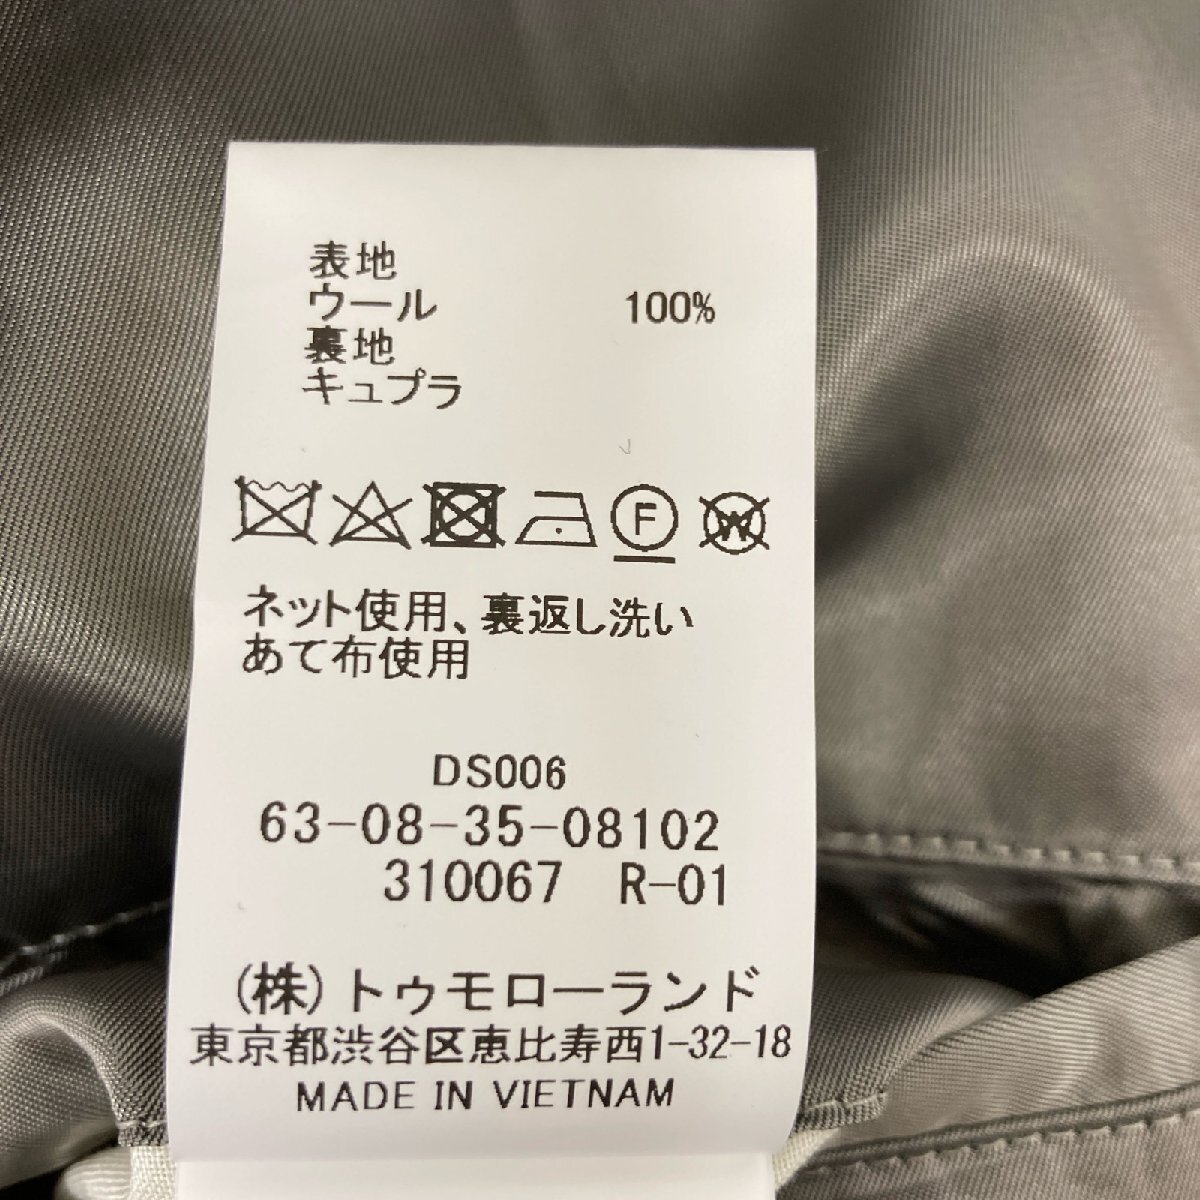 表地
ウール 100%
裏地
キュプラ
F W
ネット使用、裏返し洗い
あて布使用
DS006
63-08-35-08102
310067 R-01
(株)トゥモローランド
東京都渋谷区恵比寿西1-32-18
MADE IN VIETNAM